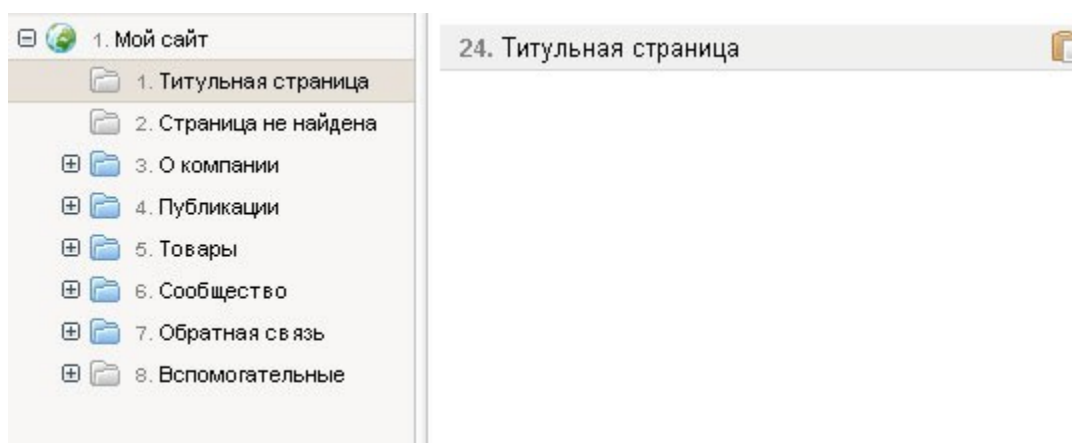 1. Мой сайт
1. Титульная страница
2. Страница не найдена
3. О компании
4. Публикации
5. Товары
6. Сообщество
7. Обратная связь
8. Вспомогательные
24. Титульная страница